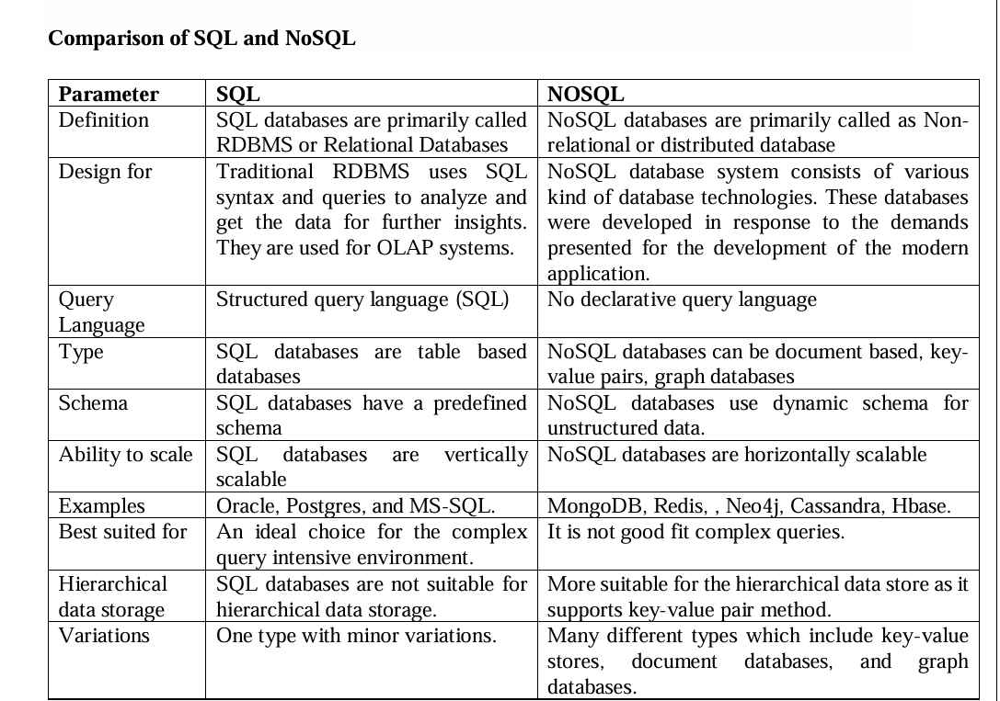 Comparison of SQL and NoSQL
Parameter SQL NOSQL
Definition SQL databases are primarily called NoSQL databases are primarily called as Non-
RDBMS or Relational Databases relational or distributed database
Design for Traditional RDBMS uses SQL NoSQL database system consists of various
syntax and queries to analyze and kind of database technologies. These databases
get the data for further insights. were developed in response to the demands
They are used for OLAP systems. presented for the development of the modern
application.
Query Structured query language (SQL) No declarative query language
Language
Type SQL databases are table based NoSQL databases can be document based, key-
databases value pairs, graph databases
Schema SQL databases have a predefined NoSQL databases use dynamic schema for
schema unstructured data.
Ability to scale SQL databases are vertically NoSQL databases are horizontally scalable
scalable
Examples Oracle, Postgres, and MS-SQL. MongoDB, Redis, , Neo4j, Cassandra, Hbase.
Best suited for An ideal choice for the complex It is not good fit complex queries.
query intensive environment.
Hierarchical SQL databases are not suitable for More suitable for the hierarchical data store as it
data storage hierarchical data storage. supports key-value pair method.
Variations One type with minor variations. Many different types which include key-value
stores, document databases, and graph
databases.